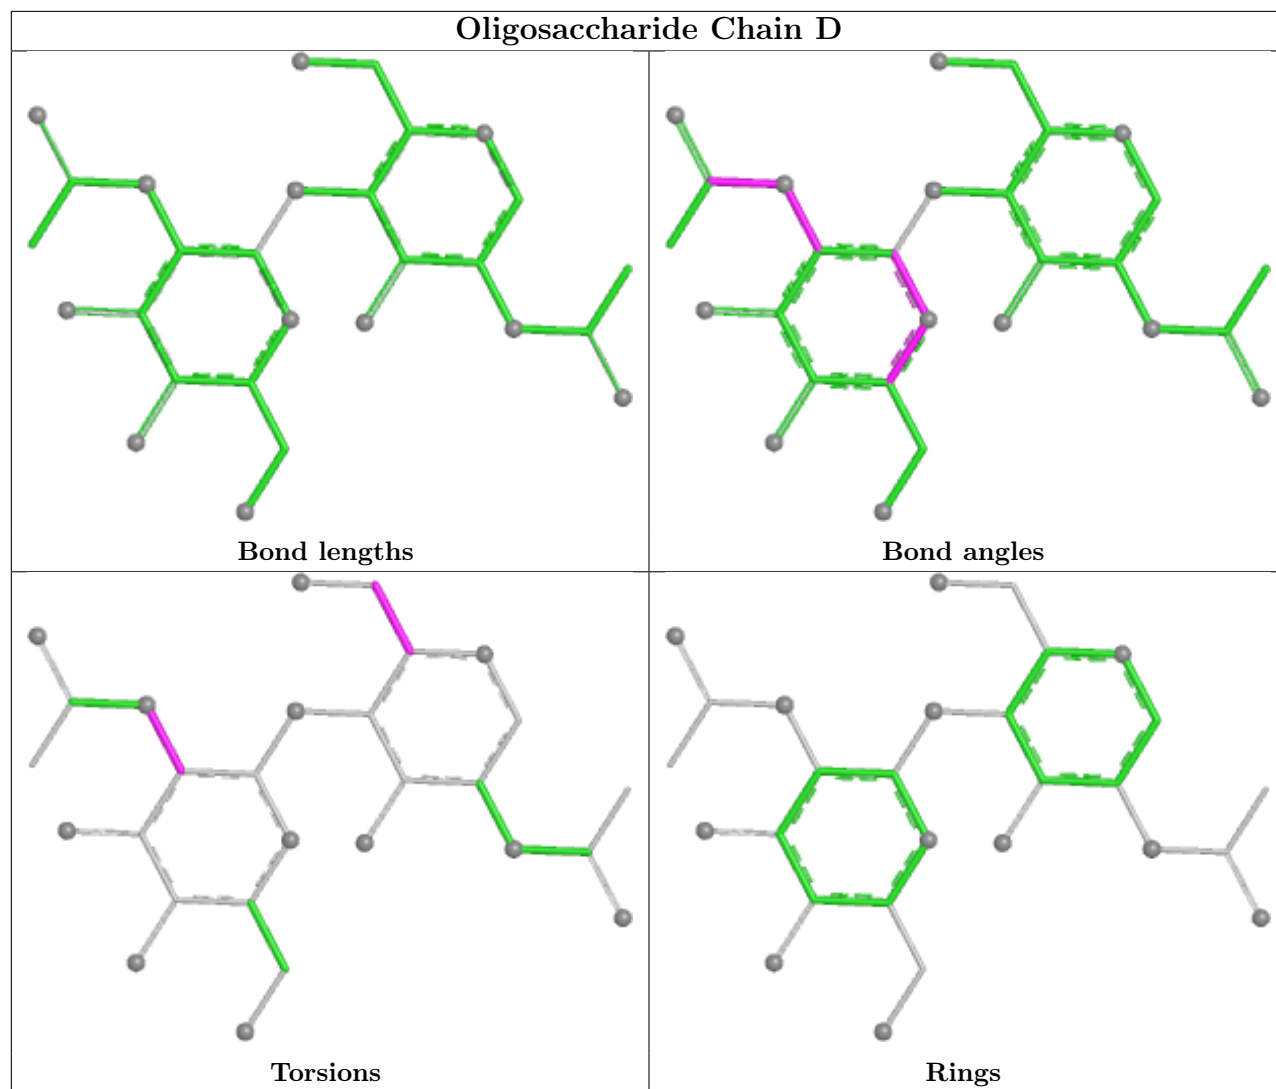 Oligosaccharide Chain D
Bond lengths
Bond angles
Torsions
Rings